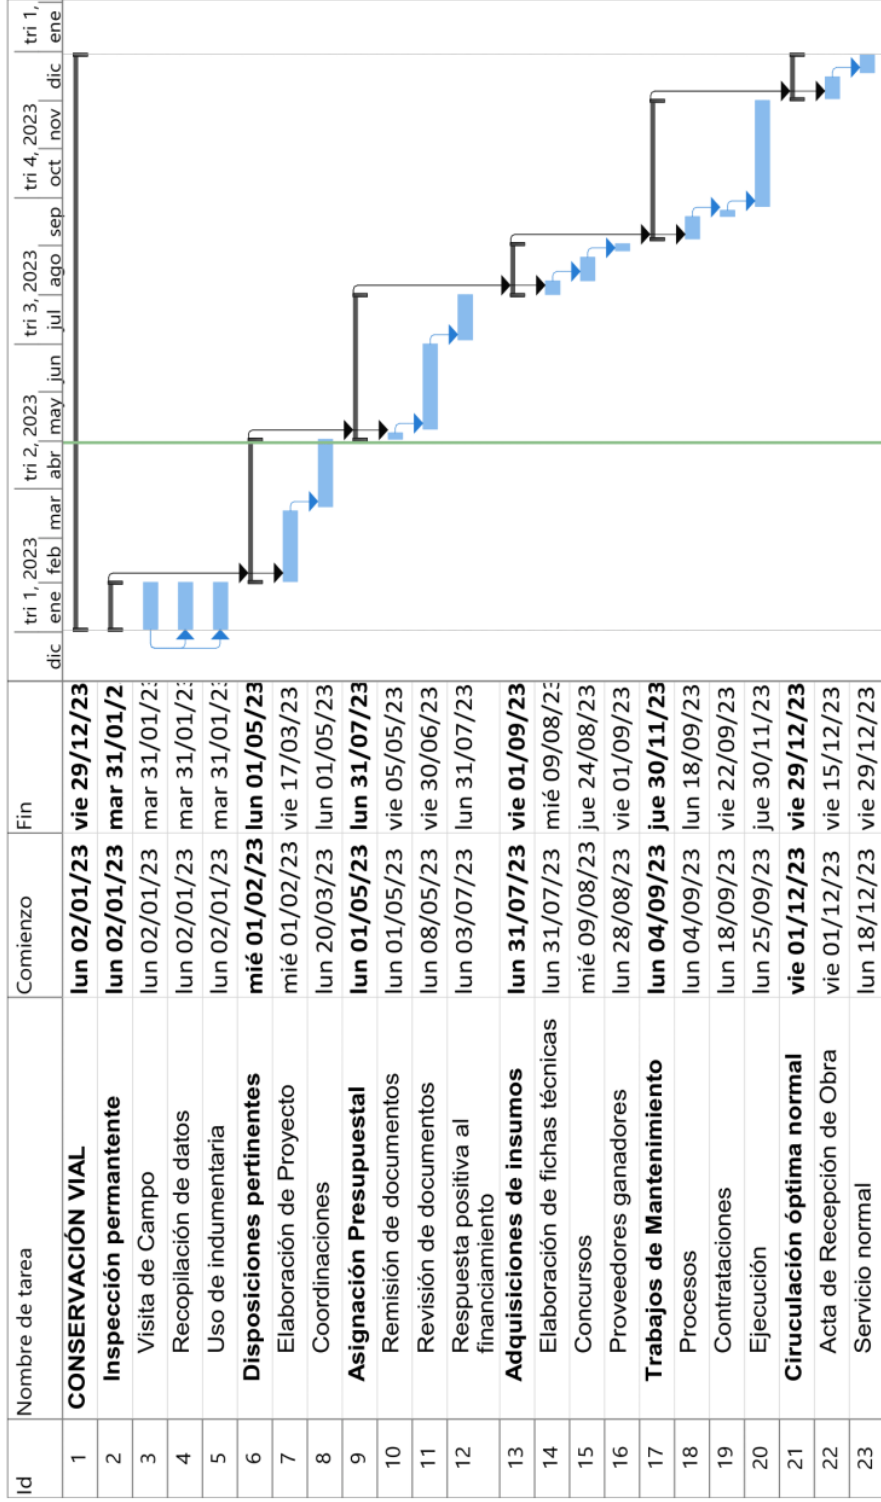 Id Nombre de tarea Comienzo Fin
tri 1, 2023 tri 2, 2023 tri 3, 2023 tri 4, 2023 tri 1,
dic ene feb mar abr may jun jul ago sep oct nov dic ene
1 CONSERVACIÓN VIAL lun 02/01/23 vie 29/12/23
2 Inspección permantente lun 02/01/23 mar 31/01/2
3 Visita de Campo lun 02/01/23 mar 31/01/23
4 Recopilación de datos lun 02/01/23 mar 31/01/23
5 Uso de indumentaria lun 02/01/23 mar 31/01/23
6 Disposiciones pertinentes mié 01/02/23 lun 01/05/23
7 Elaboración de Proyecto mié 01/02/23 vie 17/03/23
8 Coordinaciones lun 20/03/23 lun 01/05/23
9 Asignación Presupuestal lun 01/05/23 lun 31/07/23
10 Remisión de documentos lun 01/05/23 vie 05/05/23
11 Revisión de documentos lun 08/05/23 vie 30/06/23
12 Respuesta positiva al lun 03/07/23 lun 31/07/23
financiamiento
13 Adquisiciones de insumos lun 31/07/23 vie 01/09/23
14 Elaboración de fichas técnicas lun 31/07/23 mié 09/08/23
15 Concursos mié 09/08/23 jue 24/08/23
16 Proveedores ganadores lun 28/08/23 vie 01/09/23
17 Trabajos de Mantenimiento lun 04/09/23 jue 30/11/23
18 Procesos lun 04/09/23 lun 18/09/23
19 Contrataciones lun 18/09/23 vie 22/09/23
20 Ejecución lun 25/09/23 jue 30/11/23
21 Ciruculación óptima normal vie 01/12/23 vie 29/12/23
22 Acta de Recepción de Obra vie 01/12/23 vie 15/12/23
23 Servicio normal lun 18/12/23 vie 29/12/23